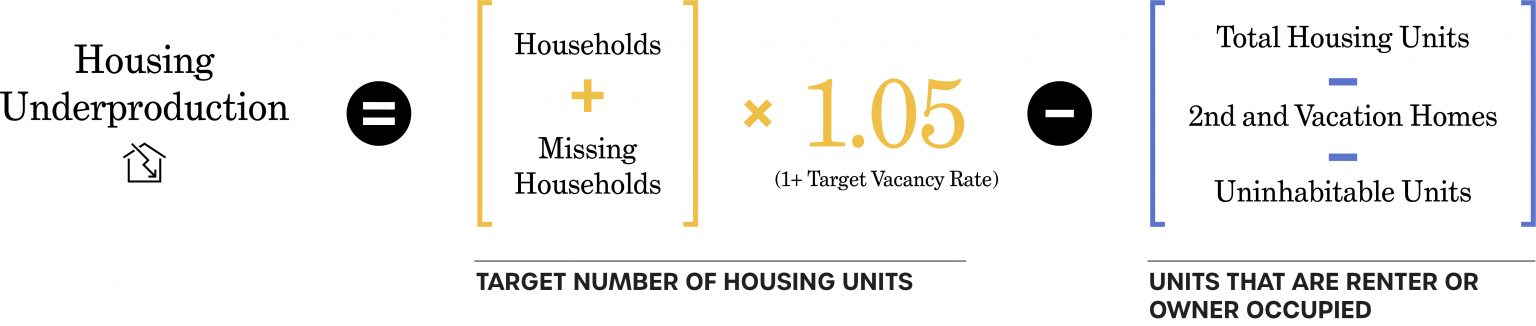 Housing
Underproduction
=
Households
+
Missing
Households
× 1.05
(1+ Target Vacancy Rate)
−
Total Housing Units
−
2nd and Vacation Homes
−
Uninhabitable Units
TARGET NUMBER OF HOUSING UNITS
UNITS THAT ARE RENTER OR
OWNER OCCUPIED